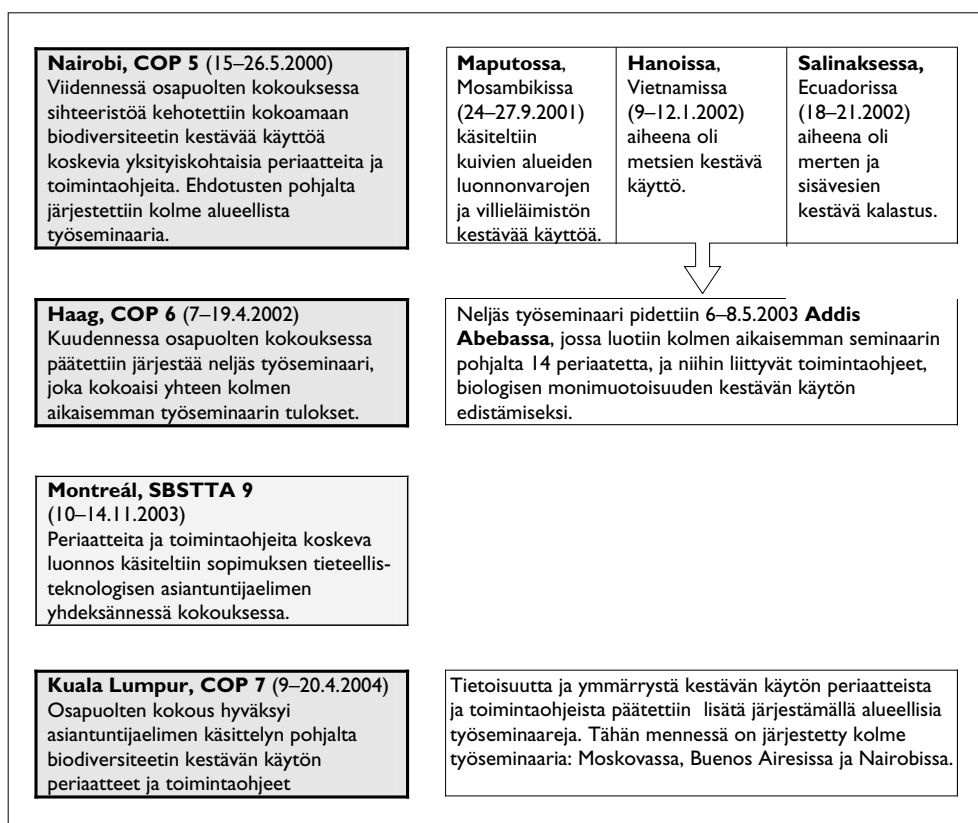 Nairobi, COP 5 (15–26.5.2000)
Viidennessä osapuolten kokouksessa
sihteeristöä kehotettiin kokoamaan
biodiversiteetin kestävää käyttöä
koskevia yksityiskohtaisia periaatteita ja
toimintaohjeita. Ehdotusten pohjalta
järjestettiin kolme alueellista
työseminaaria.
Maputossa,
Mosambikissa
(24–27.9.2001)
käsiteltiin
kuivien alueiden
luonnonvarojen
ja villieläimistön
kestävää käyttöä.
Hanoissa,
Vietnamissa
(9–12.1.2002)
aiheena oli
metsien kestävä
käyttö.
Salinaksessa,
Ecuadorissa
(18–21.2002)
aiheena oli
merten ja
sisävesien
kestävä kalastus.
Haag, COP 6 (7–19.4.2002)
Kuudennessa osapuolten kokouksessa
päätettiin järjestää neljäs työseminaari,
joka kokoaisi yhteen kolmen
aikaisemman työseminaarin tulokset.
Neljäs työseminaari pidettiin 6–8.5.2003 Addis
Abebassa, jossa luotiin kolmen aikaisemman seminaarin
pohjalta 14 periaatetta, ja niihin liittyvät toimintaohjeet,
biologisen monimuotoisuuden kestävän käytön
edistämiseksi.
Montreál, SBSTTA 9
(10–14.11.2003)
Periaatteita ja toimintaohjeita koskeva
luonnos käsiteltiin sopimuksen tieteellis-
teknologisen asiantuntijaelimen
yhdeksännessä kokouksessa.
Kuala Lumpur, COP 7 (9–20.4.2004)
Osapuolten kokous hyväksyi
asiantuntijaelimen käsittelyn pohjalta
biodiversiteetin kestävän käytön
periaatteet ja toimintaohjeet
Tietoisuutta ja ymmärrystä kestävän käytön periaatteista
ja toimintaohjeista päätettiin lisätä järjestämällä alueellisia
työseminaareja. Tähän mennessä on järjestetty kolme
työseminaaria: Moskovassa, Buenos Airesissa ja Nairobissa.